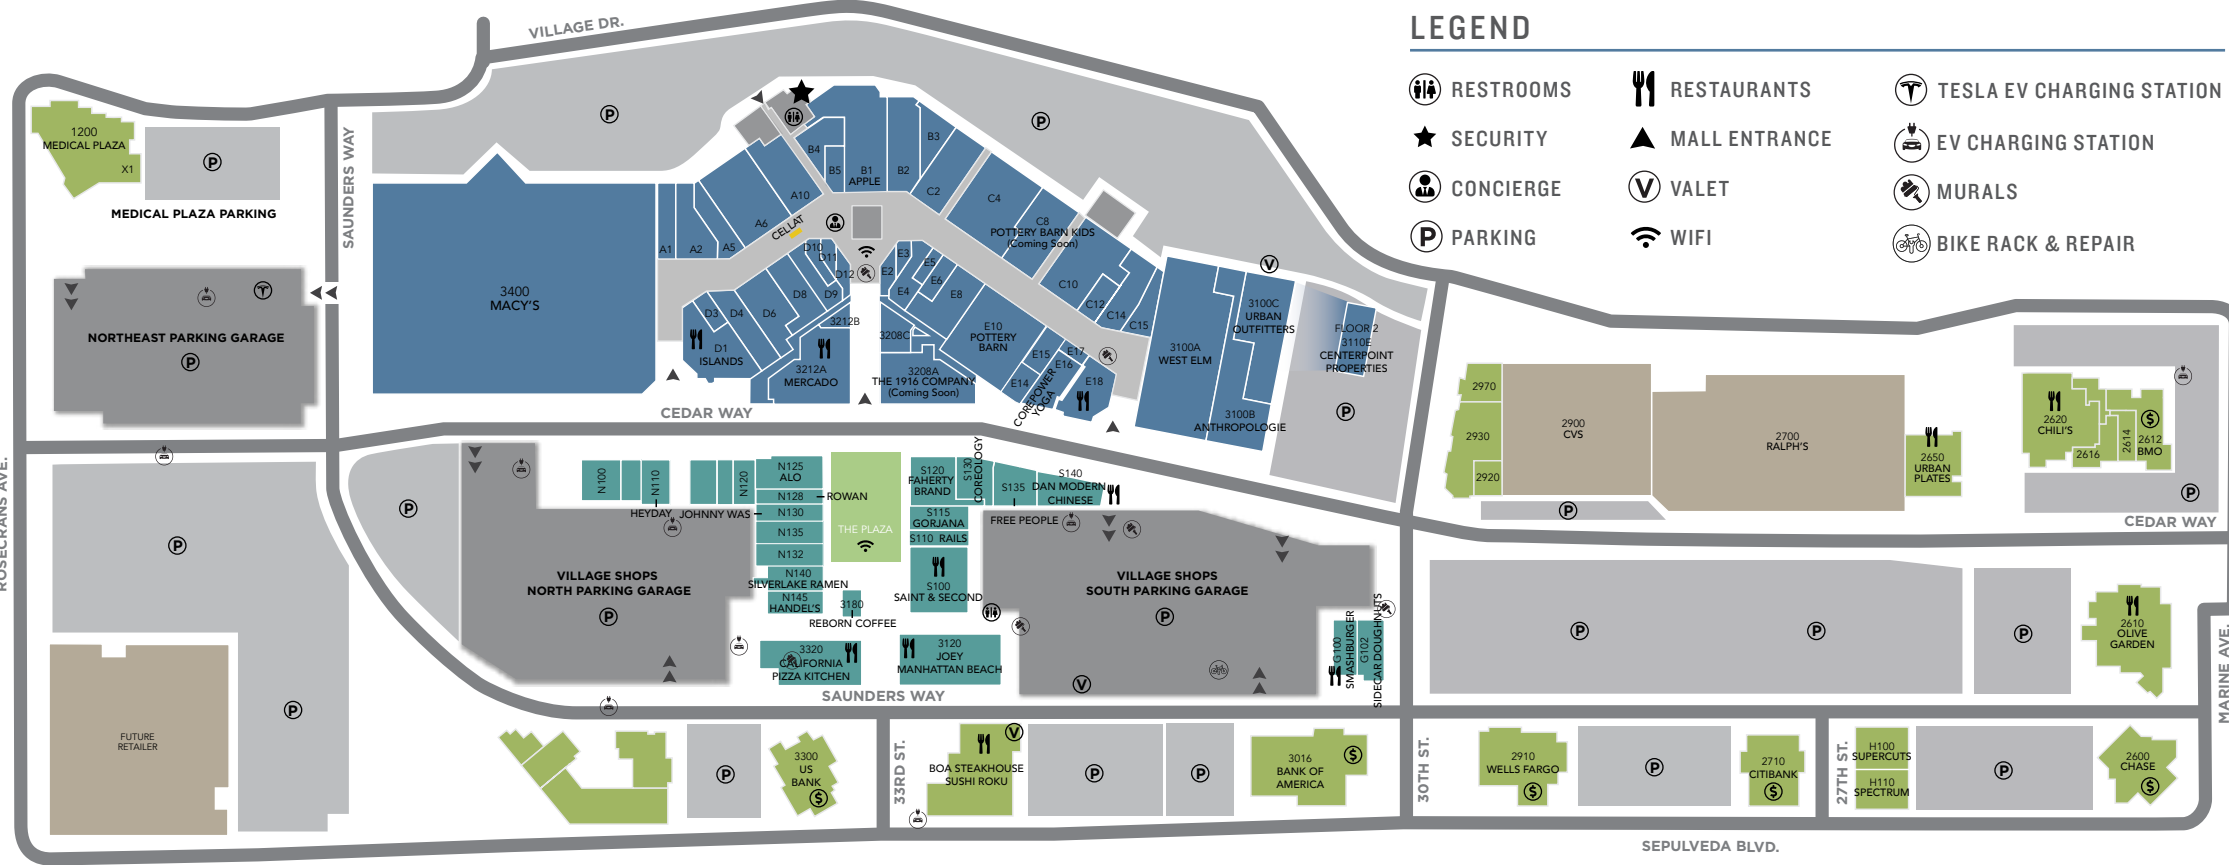 LEGEND
RESTROOMS
SECURITY
CONCIERGE
PARKING
RESTAURANTS
MALL ENTRANCE
VALET
WIFI
TESLA EV CHARGING STATION
EV CHARGING STATION
MURALS
BIKE RACK & REPAIR
VILLAGE DR.
SAUNDERS WAY
1200
MEDICAL PLAZA
X1
MEDICAL PLAZA PARKING
NORTHEAST PARKING GARAGE
3400
MACY'S
A1
A2
A5
A6
A10
CELLAT
B4
B5
B1
APPLE
B2
B3
C2
C4
C8
POTTERY BARN KIDS
(Coming Soon)
C10
C12
C14
C15
D10
D11
D12
D9
D8
D6
D4
D3
D1
ISLANDS
3212B
3212A
MERCADO
E2
E3
E4
E5
E6
E8
E10
POTTERY
BARN
3208C
3208A
THE 1916 COMPANY
(Coming Soon)
E14
E15
E16
E17
E18
COREPOWER
YOGA
3100A
WEST ELM
3100C
URBAN
OUTFITTERS
3100B
ANTHROPOLOGIE
FLOOR 2
3110E
CENTERPOINT
PROPERTIES
CEDAR WAY
2970
2930
2920
2900
CVS
2700
RALPH'S
2650
URBAN
PLATES
2620
CHILI'S
2616
2614
2612
BMO
CEDAR WAY
ROSECRANS AVE.
N100
N110
HEYDAY
N120
JOHNNY WAS
N125
ALO
N128
ROWAN
N130
N135
N132
N140
SILVERLAKE RAMEN
N145
HANDEL'S
THE PLAZA
3180
REBORN COFFEE
S120
FAHERTY
BRAND
S130
COREOLOGY
S135
FREE PEOPLE
S140
DAN MODERN
CHINESE
S115
GORJANA
S110 RAILS
S100
SAINT & SECOND
VILLAGE SHOPS
NORTH PARKING GARAGE
VILLAGE SHOPS
SOUTH PARKING GARAGE
3320
CALIFORNIA
PIZZA KITCHEN
3120
JOEY
MANHATTAN BEACH
G100
SMASHBURGER
G102
SIDECAR DOUGHNUTS
SAUNDERS WAY
2610
OLIVE
GARDEN
MARINE AVE.
FUTURE
RETAILER
3300
US
BANK
33RD ST.
BOA STEAKHOUSE
SUSHI ROKU
3016
BANK OF
AMERICA
30TH ST.
2910
WELLS FARGO
2710
CITIBANK
27TH ST.
H100
SUPERCUTS
H110
SPECTRUM
2600
CHASE
SEPULVEDA BLVD.